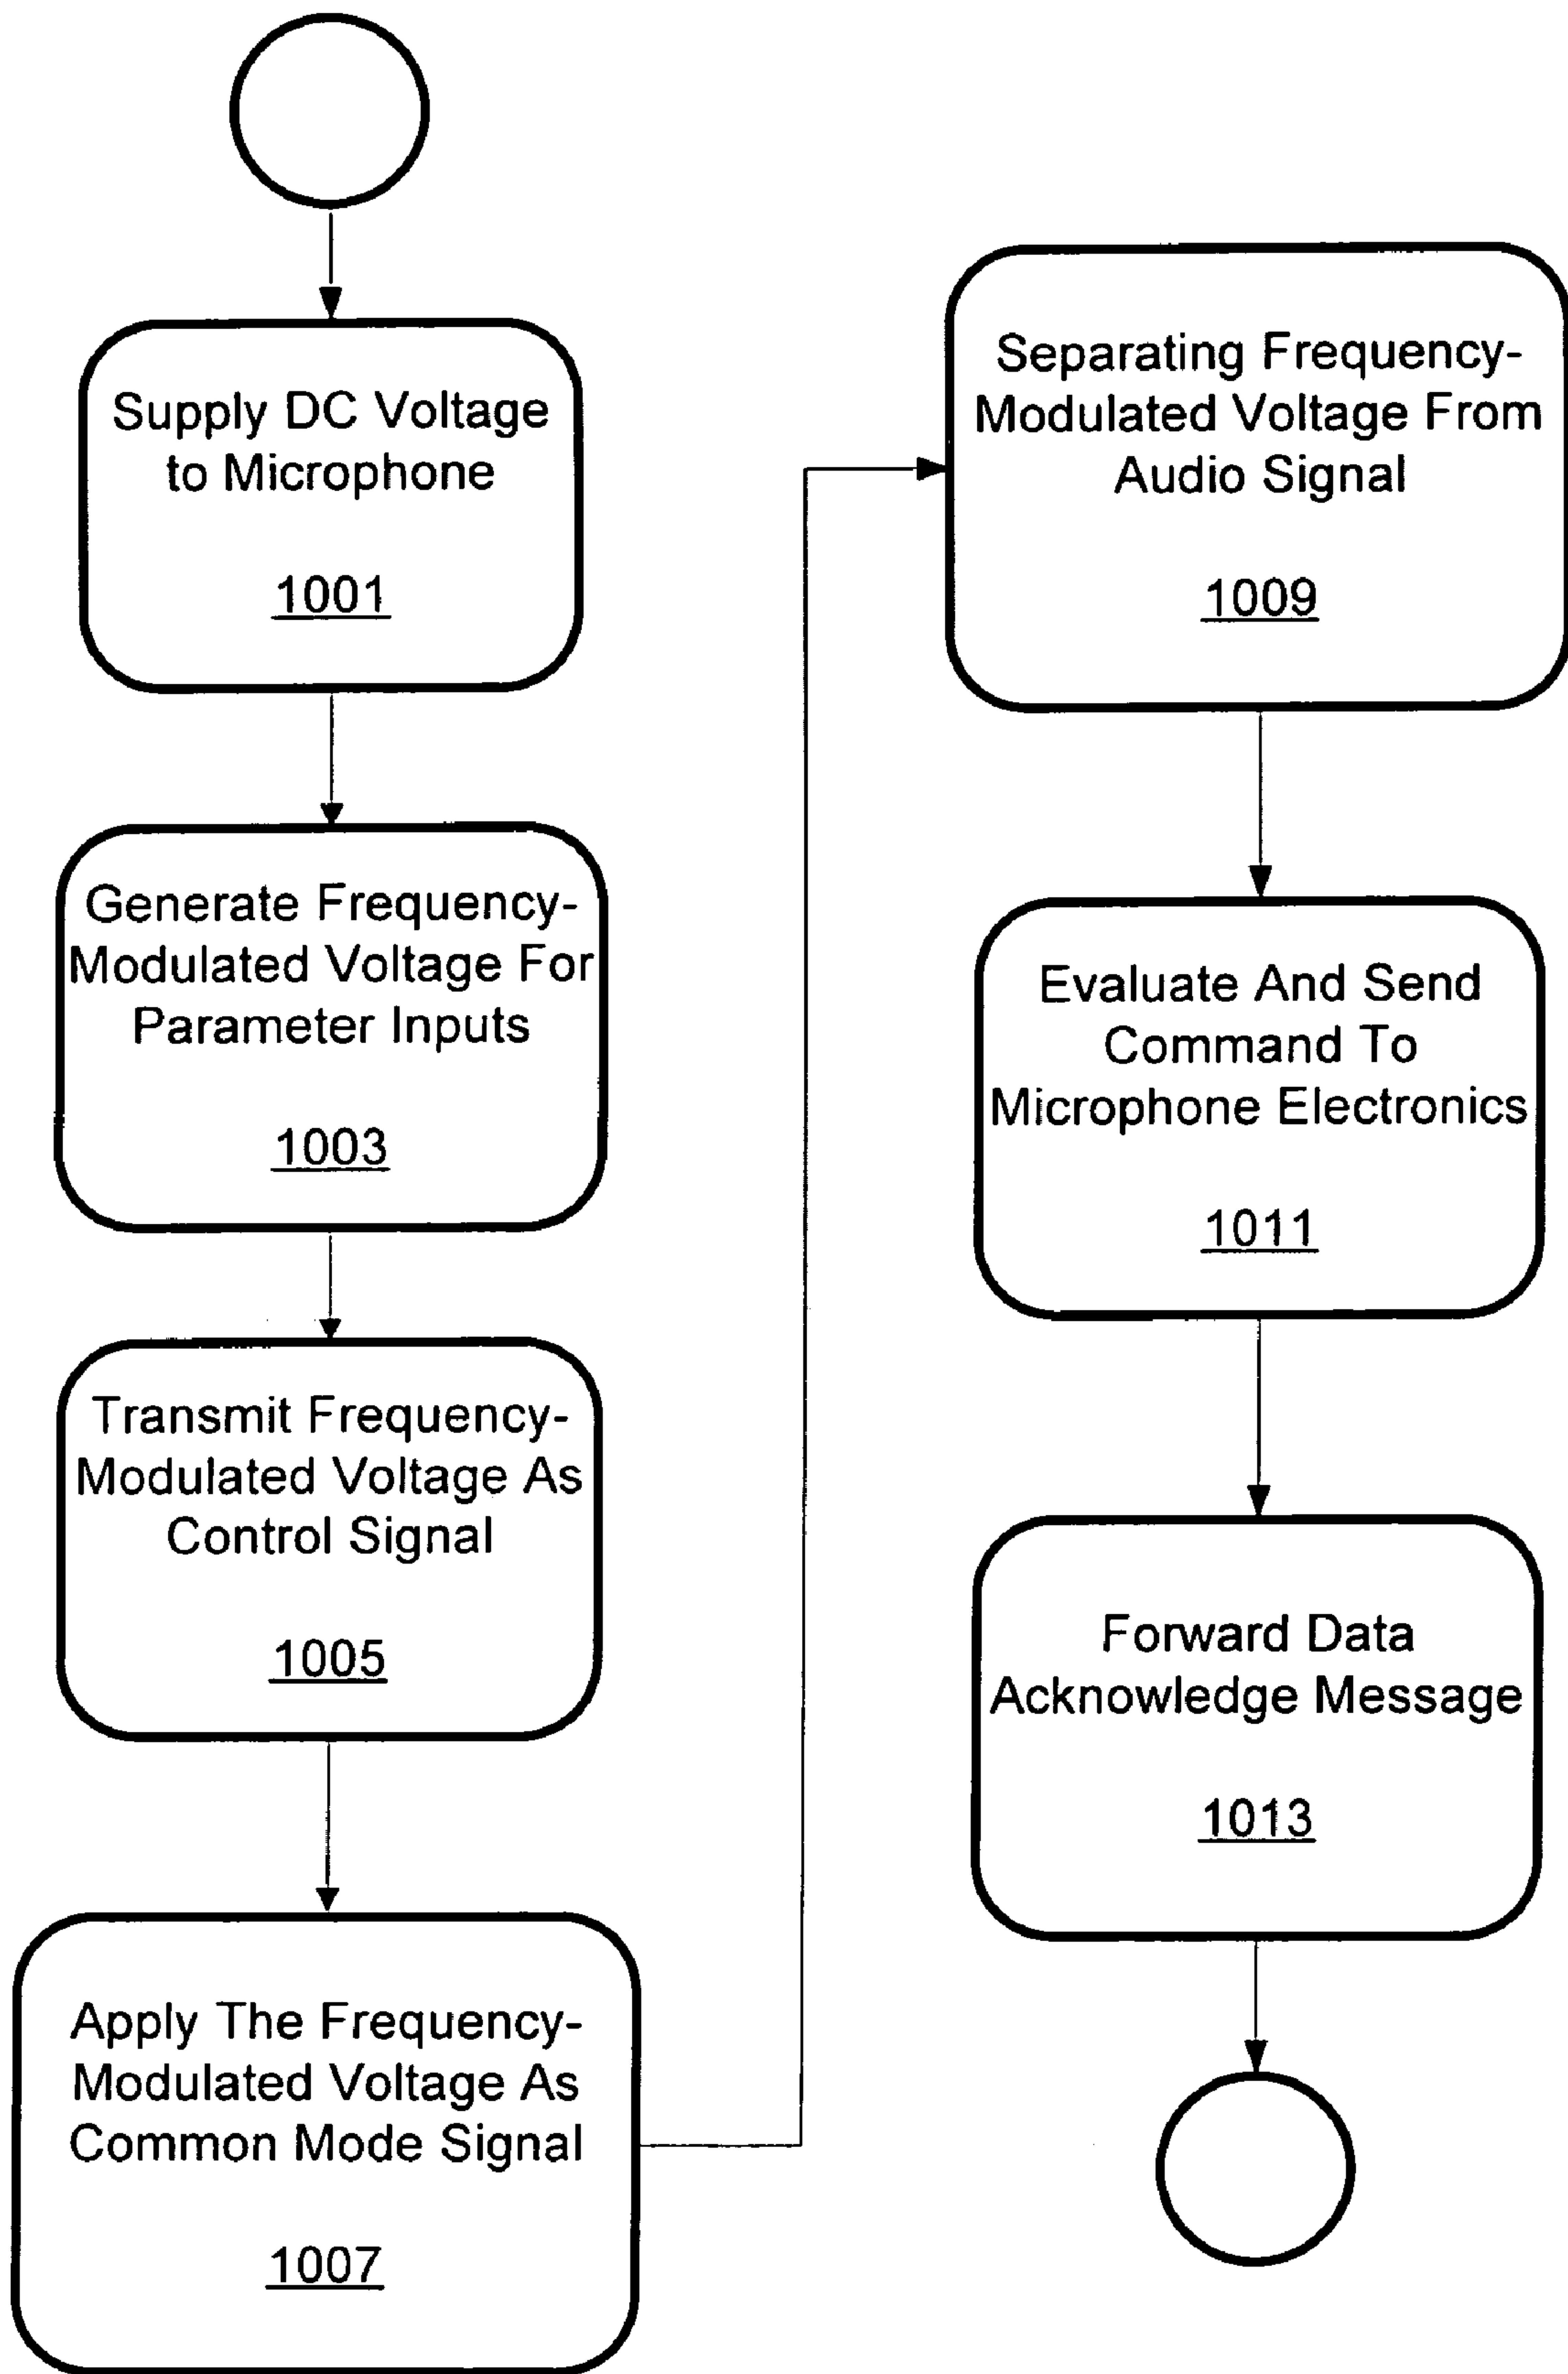 Supply DC Voltage
to Microphone
1001
Generate Frequency-
Modulated Voltage For
Parameter Inputs
1003
Transmit Frequency-
Modulated Voltage As
Control Signal
1005
Apply The Frequency-
Modulated Voltage As
Common Mode Signal
1007
Separating Frequency-
Modulated Voltage From
Audio Signal
1009
Evaluate And Send
Command To
Microphone Electronics
1011
Forward Data
Acknowledge Message
1013